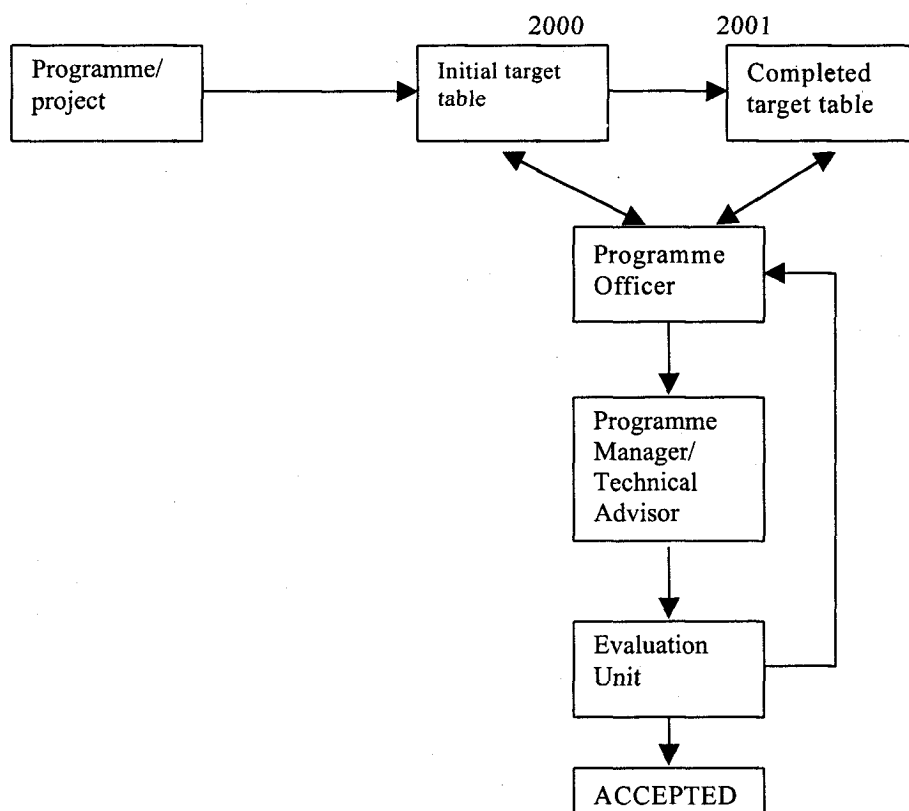 2000
2001
Programme/
project
Initial target
table
Completed
target table
Programme
Officer
Programme
Manager/
Technical
Advisor
Evaluation
Unit
ACCEPTED